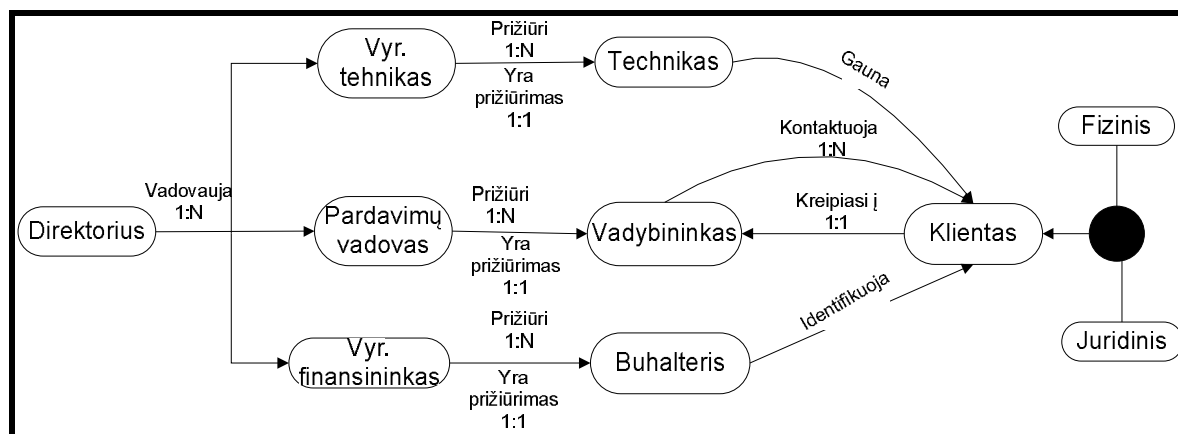 Vyr.
tehnikas
Prižiūri
1:N
Yra
prižiūrimas
1:1
Technikas
Gauna
Fizinis
Kontaktuoja
1:N
Direktorius
Vadovauja
1:N
Pardavimų
vadovas
Prižiūri
1:N
Yra
prižiūrimas
1:1
Vadybininkas
Kreipiasi į
1:1
Klientas
Identifikuoja
Juridinis
Vyr.
finansininkas
Prižiūri
1:N
Yra
prižiūrimas
1:1
Buhalteris